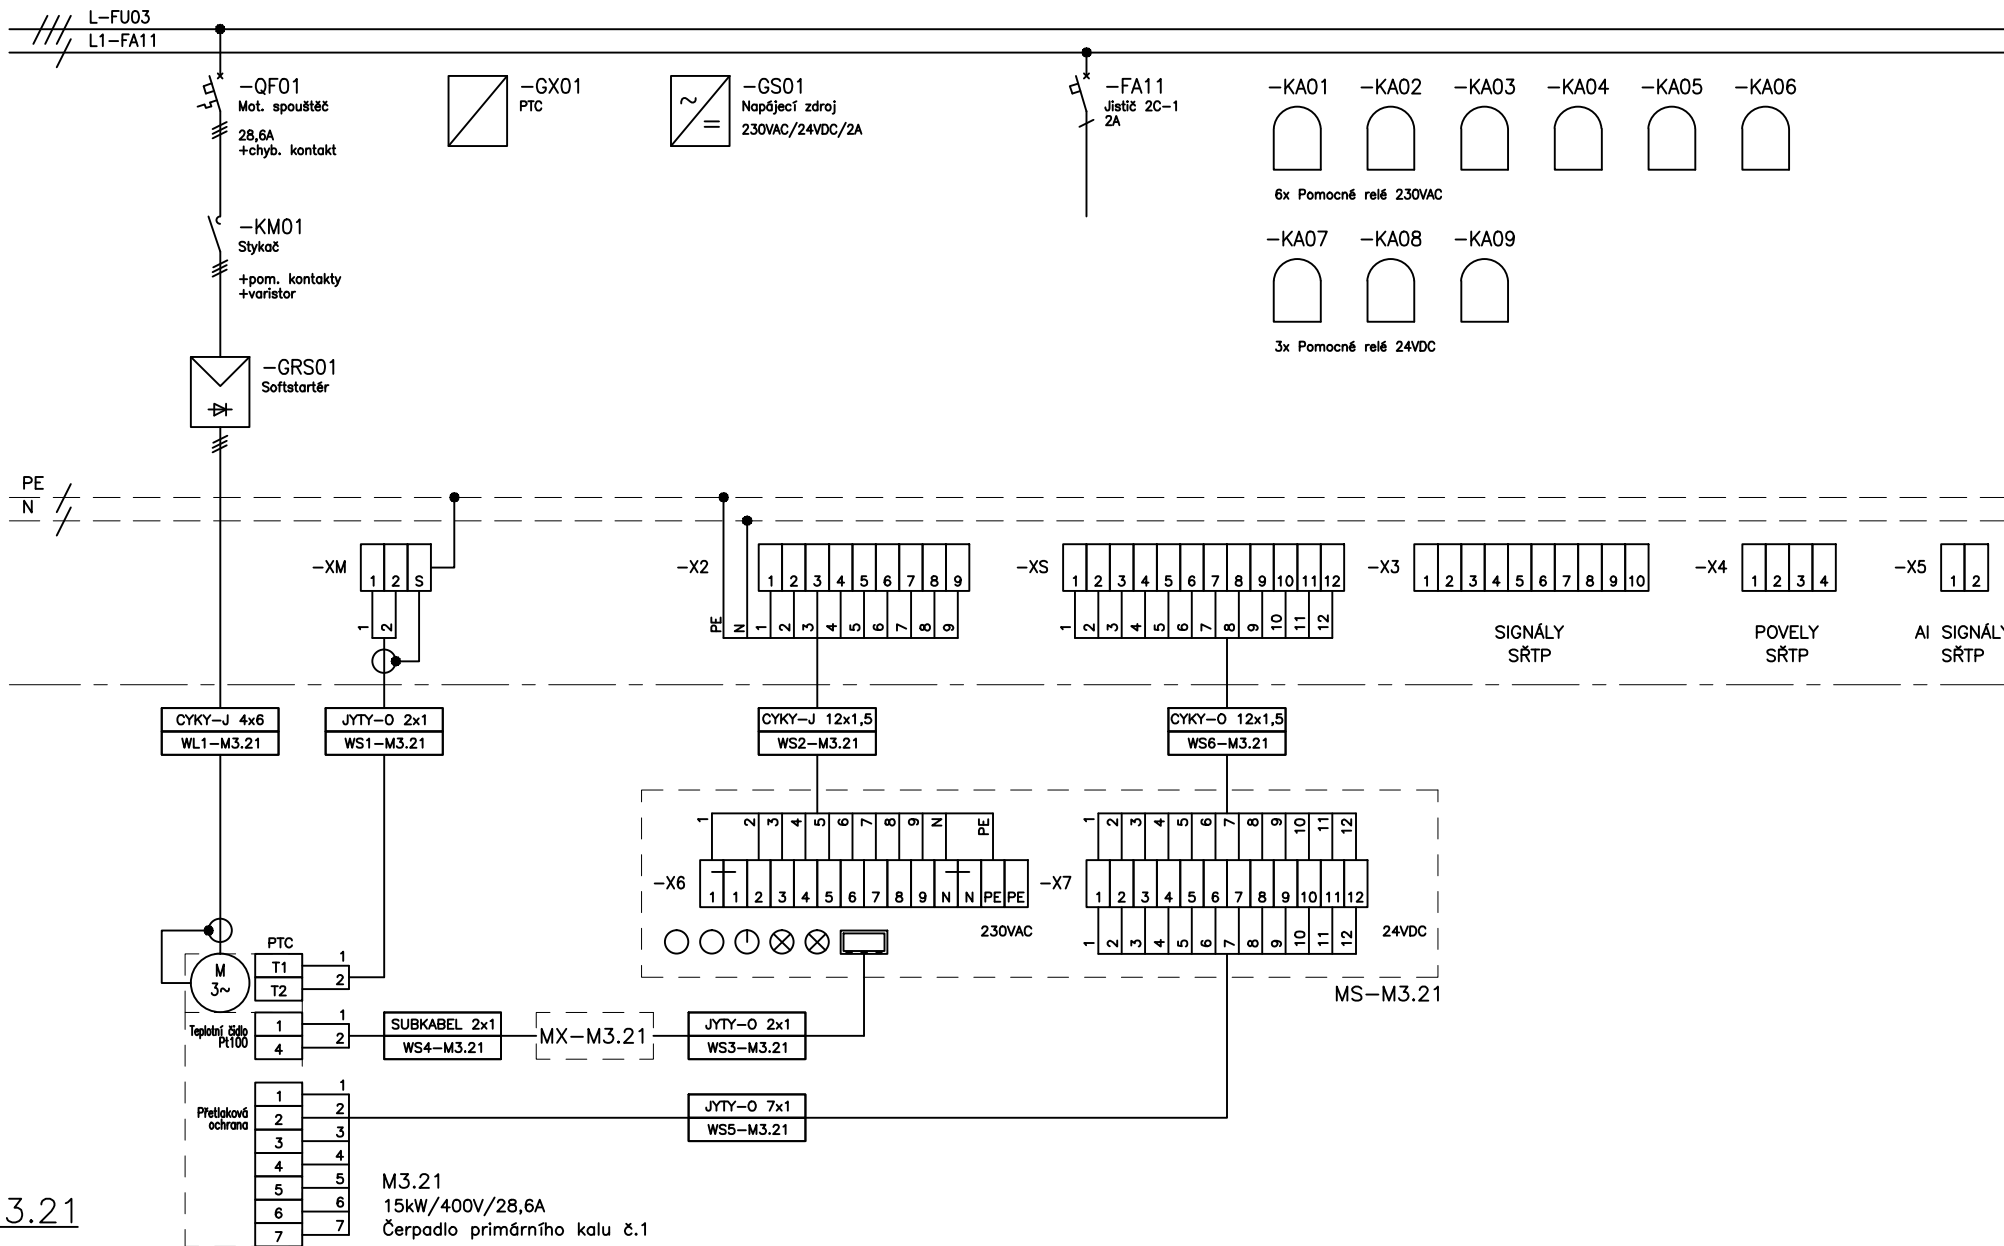 L-FU03
L1-FA11
-QF01
Mot. spouštěč
28,6A
+chyb. kontakt
-GX01
PTC
-GS01
Napájecí zdroj
230VAC/24VDC/2A
-FA11
Jistič 2C-1
2A
-KA01 -KA02 -KA03 -KA04 -KA05 -KA06
6x Pomocné relé 230VAC
-KM01
Stykač
+pom. kontakty
+varistor
-KA07 -KA08 -KA09
3x Pomocné relé 24VDC
-GRS01
Softstartér
PE
N
-XM
1 2 S
1 2
-X2
1 2 3 4 5 6 7 8 9
PE N 1 2 3 4 5 6 7 8 9
-XS
1 2 3 4 5 6 7 8 9 10 11 12
1 2 3 4 5 6 7 8 9 10 11 12
-X3
1 2 3 4 5 6 7 8 9 10
SIGNÁLY
SŘTP
-X4
1 2 3 4
POVELY
SŘTP
-X5
1 2
AI SIGNÁLY
SŘTP
CYKY-J 4x6
WL1-M3.21
JYTY-O 2x1
WS1-M3.21
CYKY-J 12x1,5
WS2-M3.21
CYKY-O 12x1,5
WS6-M3.21
1 2 3 4 5 6 7 8 9 N PE
-X6
1 1 2 3 4 5 6 7 8 9 N N PE PE
230VAC
1 2 3 4 5 6 7 8 9 10 11 12
-X7
1 2 3 4 5 6 7 8 9 10 11 12
1 2 3 4 5 6 7 8 9 10 11 12
24VDC
MS-M3.21
M
3~
PTC
T1
T2
1
2
Teplotní čidlo
Pt100
1
4
1
2
SUBKABEL 2x1
WS4-M3.21
MX-M3.21
JYTY-O 2x1
WS3-M3.21
Přetlaková
ochrana
1
2
3
4
5
6
7
1
2
3
4
5
6
7
JYTY-O 7x1
WS5-M3.21
M3.21
15kW/400V/28,6A
Čerpadlo primárního kalu č.1
3.21